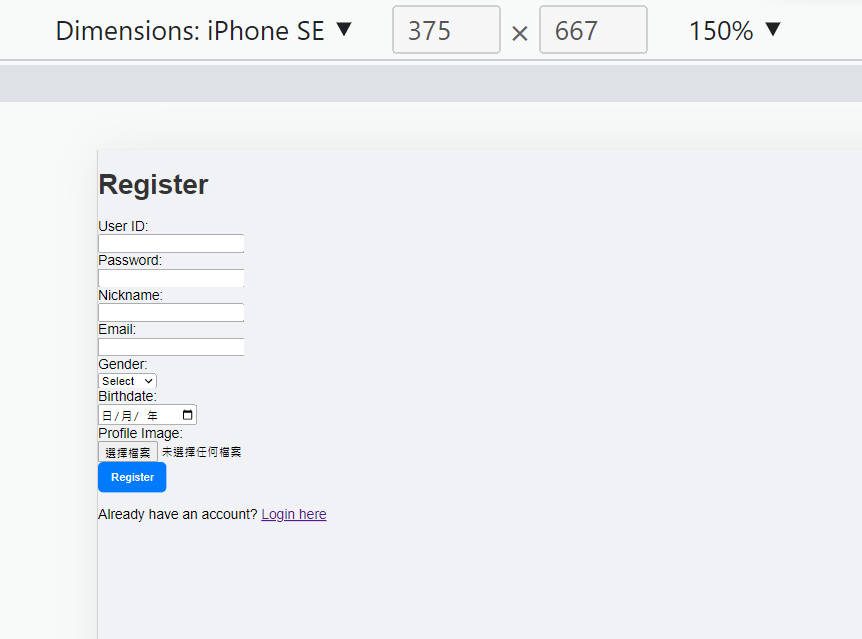 Dimensions: iPhone SE ▼ 375 × 667 150% ▼
Register
User ID:
Password:
Nickname:
Email:
Gender:
Select
Birthdate:
日/月/ 年
Profile Image:
選擇檔案 未選擇任何檔案
Register
Already have an account? Login here